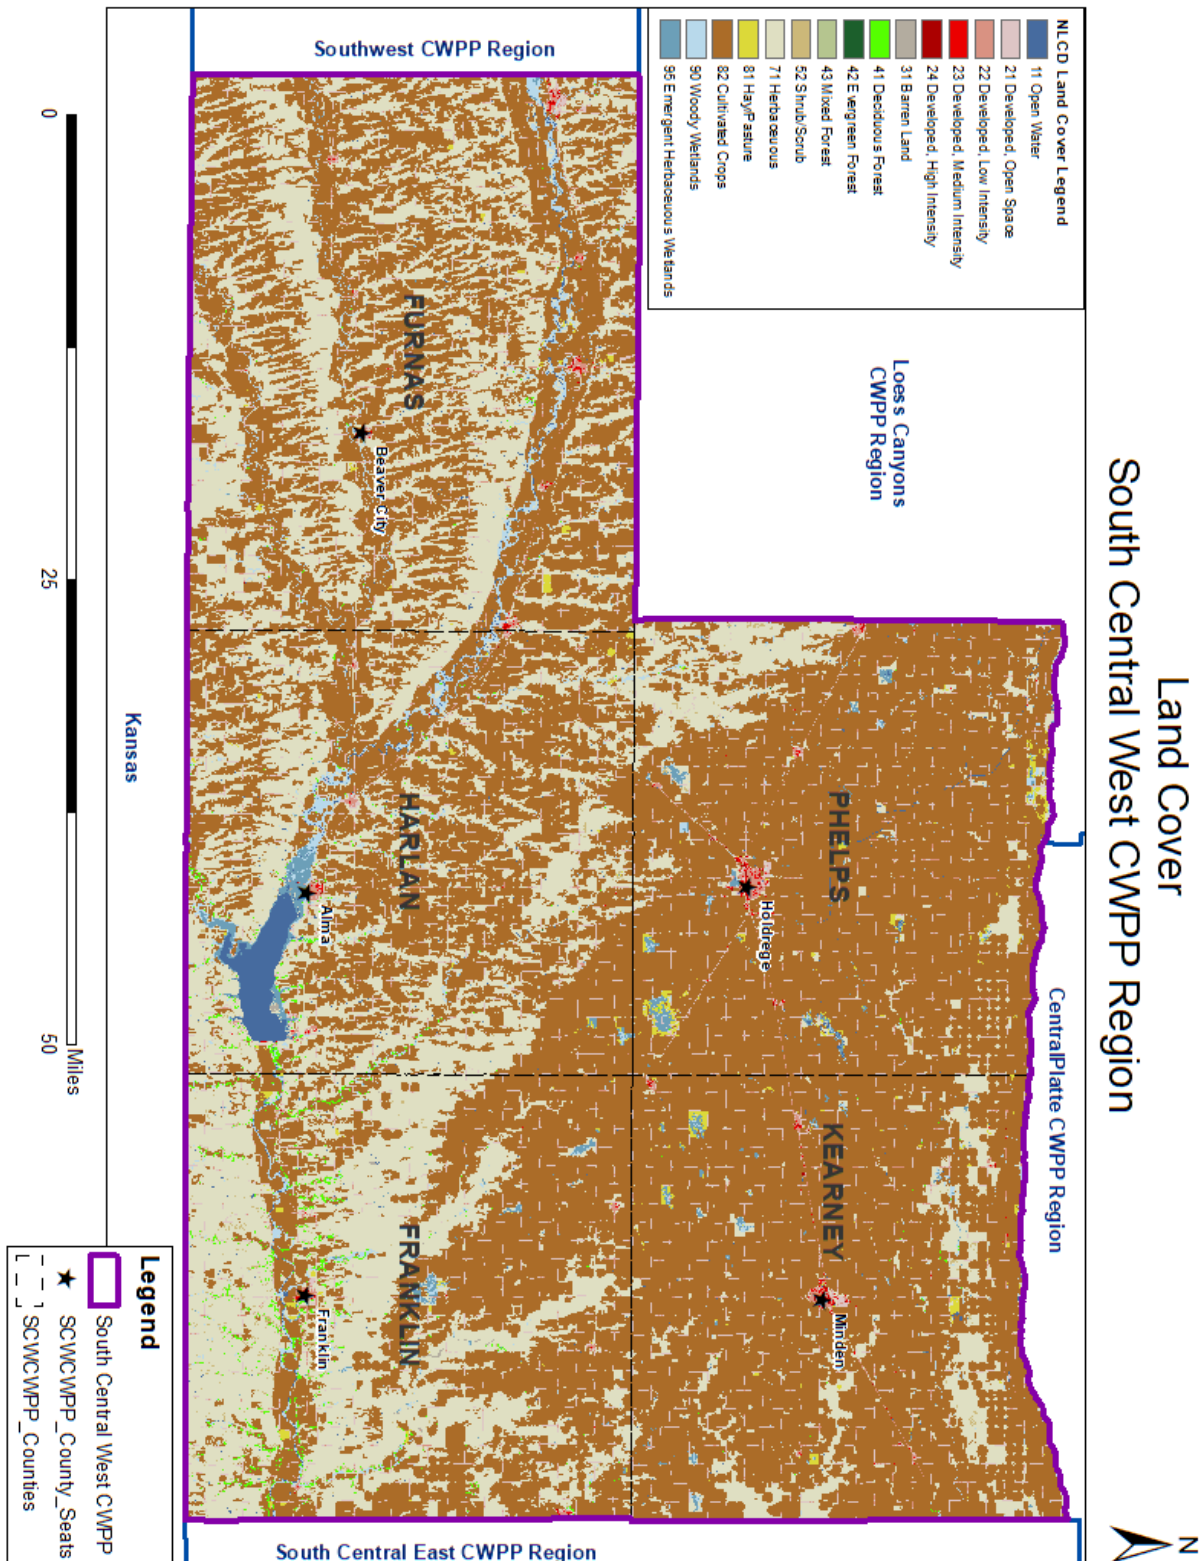 Land Cover
South Central West CWPP Region
N
NLCD Land Cover Legend
11 Open Water
21 Developed, Open Space
22 Developed, Low Intensity
23 Developed, Medium Intensity
24 Developed, High Intensity
31 Barren Land
41 Deciduous Forest
42 Evergreen Forest
43 Mixed Forest
52 Shrub/Scrub
71 Herbaceuous
81 Hay/Pasture
82 Cultivated Crops
90 Woody Wetlands
95 Emergent Herbaceuous Wetlands
Loess Canyons
CWPP Region
CentralPlatte CWPP Region
PHELPS
Holdrege
KEARNEY
Minden
Southwest CWPP Region
FURNAS
Beaver City
HARLAN
Alma
FRANKLIN
Franklin
South Central East CWPP Region
Kansas
0
25
50
Miles
Legend
South Central West CWPP
SCWCWPP_County_Seats
SCWCWPP_Counties